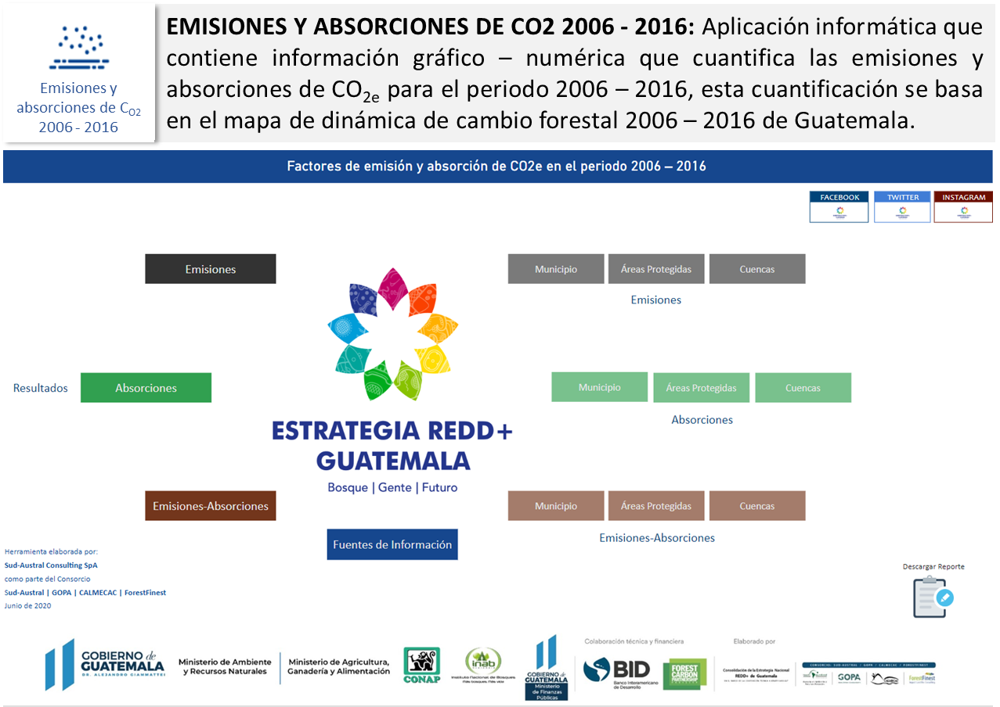 EMISIONES Y ABSORCIONES DE CO2 2006 - 2016: Aplicación informática que
contiene información gráfico – numérica que cuantifica las emisiones y
absorciones de CO2e para el periodo 2006 – 2016, esta cuantificación se basa
en el mapa de dinámica de cambio forestal 2006 – 2016 de Guatemala.
Emisiones y
absorciones de CO2
2006 - 2016
Factores de emisión y absorción de CO2e en el periodo 2006 – 2016
FACEBOOK
TWITTER
INSTAGRAM
Emisiones
Municipio
Áreas Protegidas
Cuencas
Emisiones
Resultados
Absorciones
Municipio
Áreas Protegidas
Cuencas
Absorciones
ESTRATEGIA REDD+
GUATEMALA
Bosque | Gente | Futuro
Emisiones-Absorciones
Municipio
Áreas Protegidas
Cuencas
Emisiones-Absorciones
Fuentes de Información
Herramienta elaborada por:
Sud-Austral Consulting SpA
como parte del Consorcio
Sud-Austral | GOPA | CALMECAC | ForestFinest
Junio de 2020
Descargar Reporte
GOBIERNO de
GUATEMALA
DR. ALEJANDRO GIAMMATTEI
Ministerio de Ambiente
y Recursos Naturales
Ministerio de Agricultura,
Ganadería y Alimentación
CONAP
inab
Instituto Nacional de Bosques
Más bosques, más vida
GOBIERNO de
GUATEMALA
Ministerio
de Finanzas
Públicas
Colaboración técnica y financiera
BID
Banco Interamericano
de Desarrollo
FOREST
CARBON
PARTNERSHIP
Elaborado por
Consolidación de la Estrategia Nacional
REDD+ de Guatemala
CONSORCIO: SUD-AUSTRAL | GOPA | CALMECAC | FORESTFINEST
GOPA
CALMECAC
ForestFinest